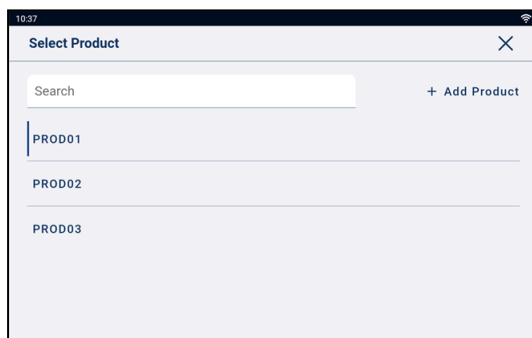 10:37
Select Product
Search
+ Add Product
PROD01
PROD02
PROD03